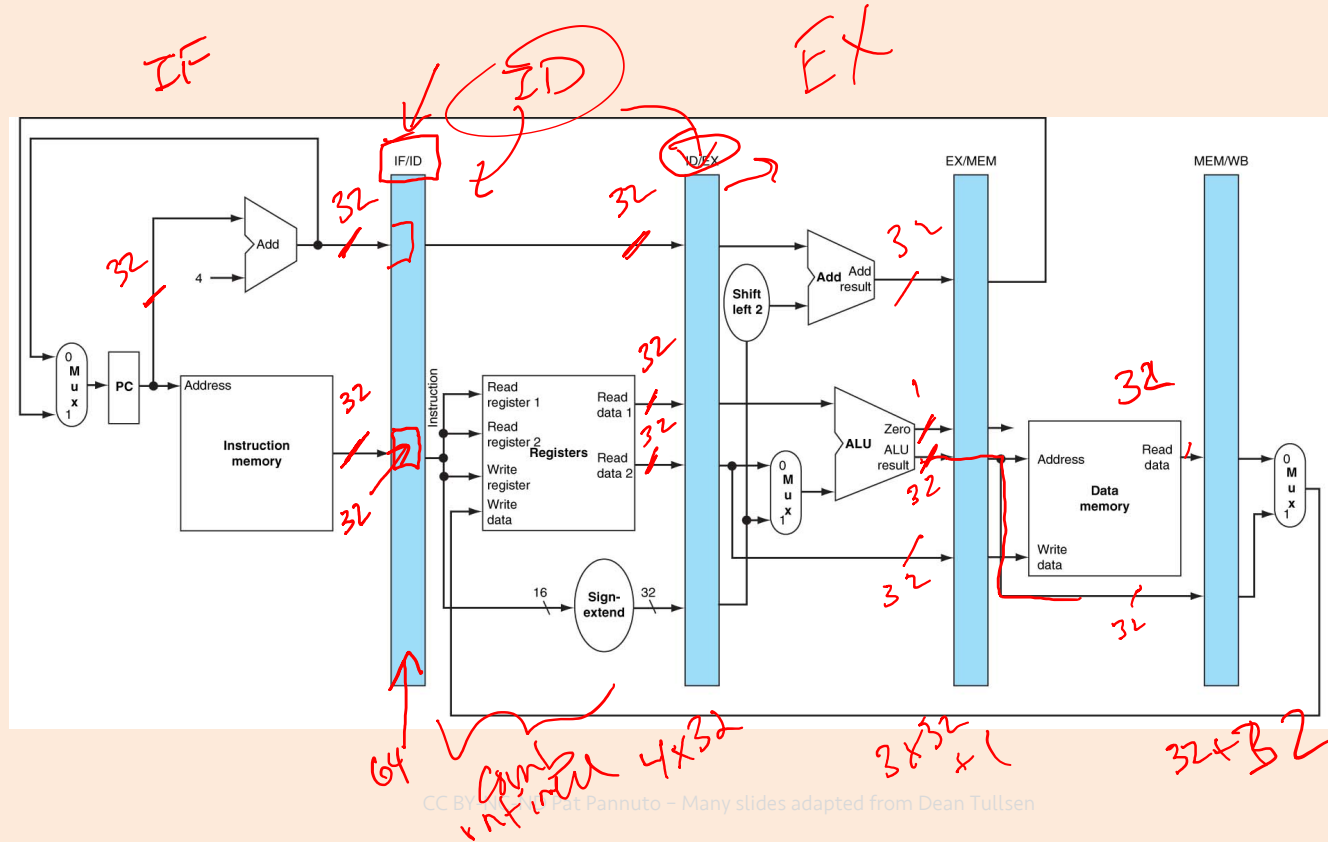 IF
ID
EX
IF/ID
ID/EX
EX/MEM
MEM/WB
32
32
32
32
Add
4
Add
Add
result
Shift
left 2
0
M
u
x
1
PC
Address
Instruction
memory
32
32
Instruction
Read
register 1
Read
register 2
Write
register
Write
data
Registers
Read
data 1
Read
data 2
32
32
16
Sign-
extend
32
0
M
u
x
1
ALU
Zero
ALU
result
1
32
32
Address
Write
data
Data
memory
Read
data
32
32
0
M
u
x
1
64
4x32
3x32
+1
32+32
CC BY-NC-ND Pat Pannuto – Many slides adapted from Dean Tullsen